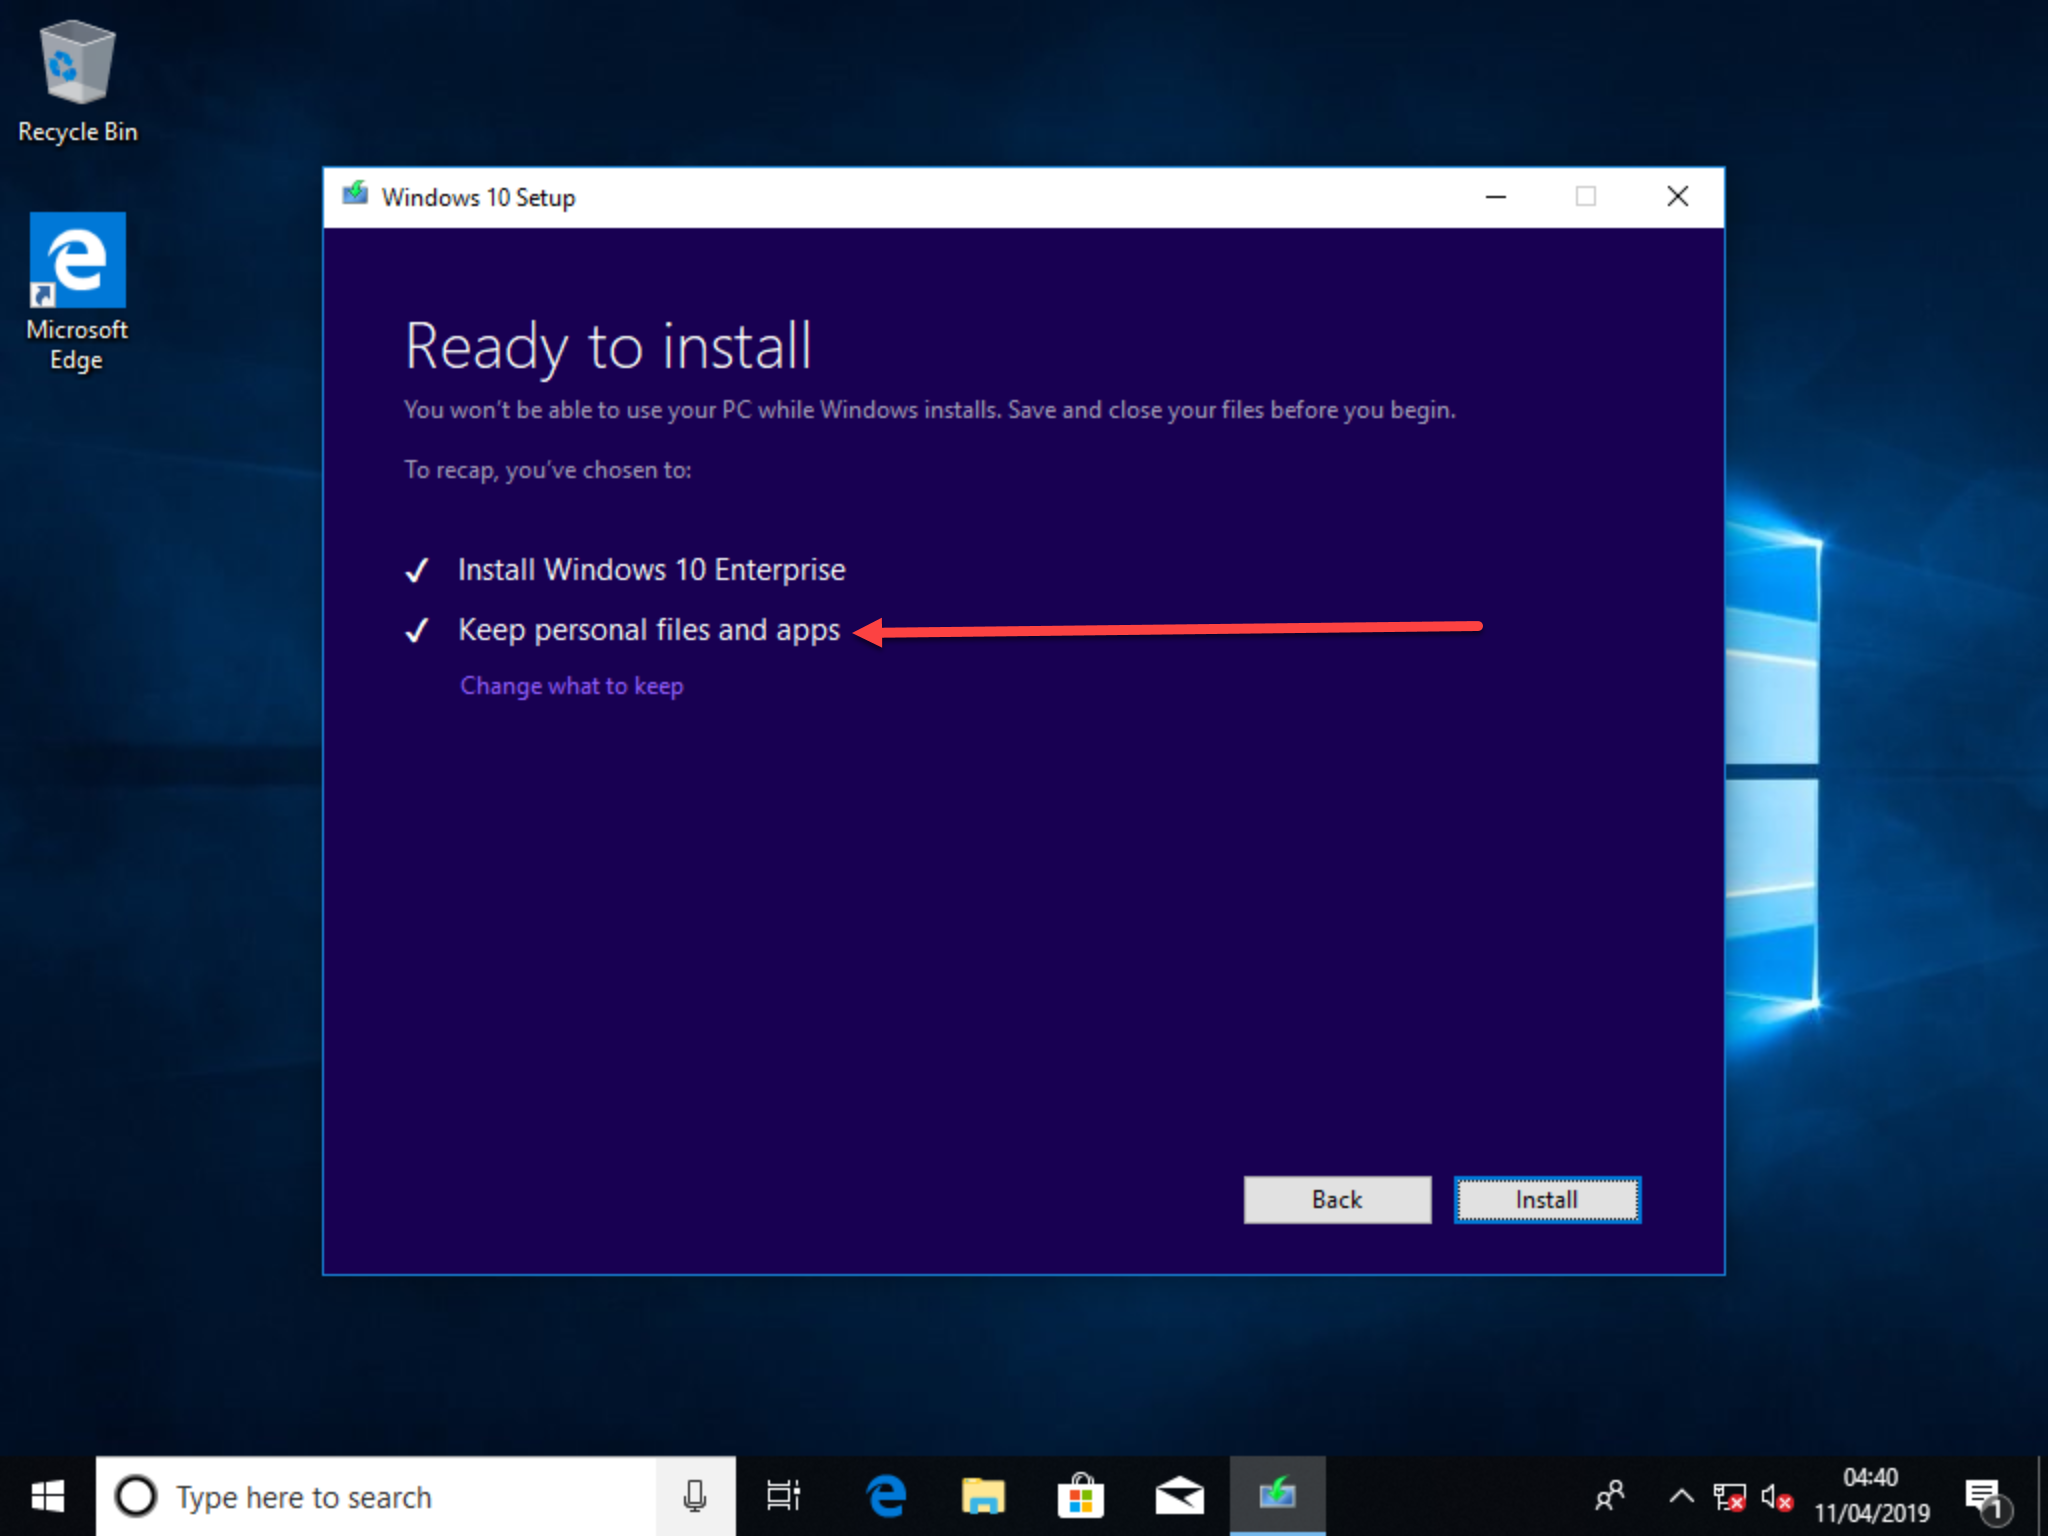 Recycle Bin
Microsoft
Edge
Windows 10 Setup
Ready to install
You won't be able to use your PC while Windows installs. Save and close your files before you begin.
To recap, you've chosen to:
Install Windows 10 Enterprise
Keep personal files and apps
Change what to keep
Back
Install
Type here to search
04:40
11/04/2019
1